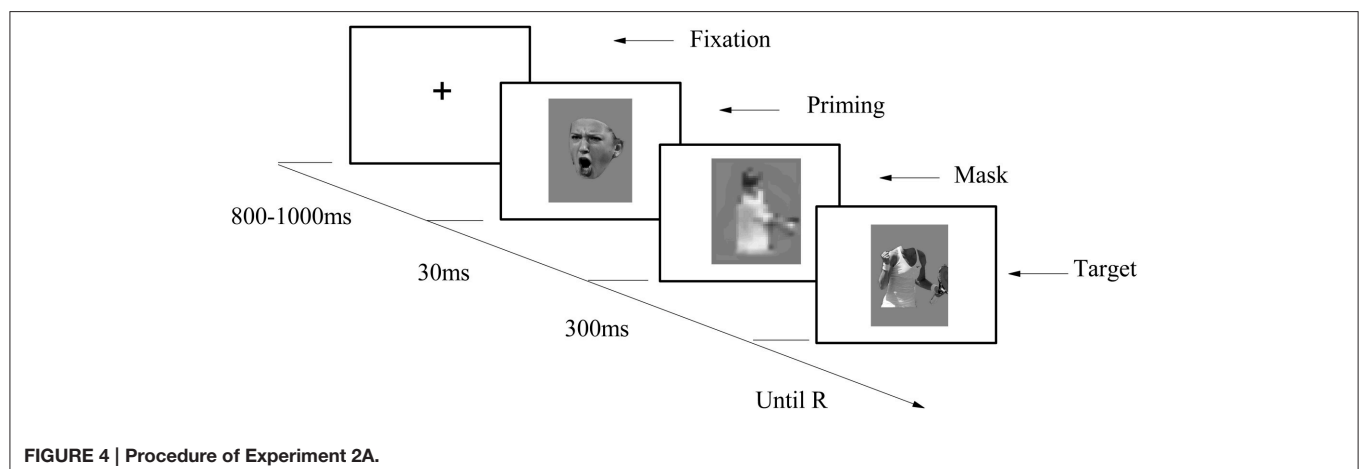 Fixation
Priming
Mask
Target
800-1000ms
30ms
300ms
Until R
FIGURE 4 | Procedure of Experiment 2A.